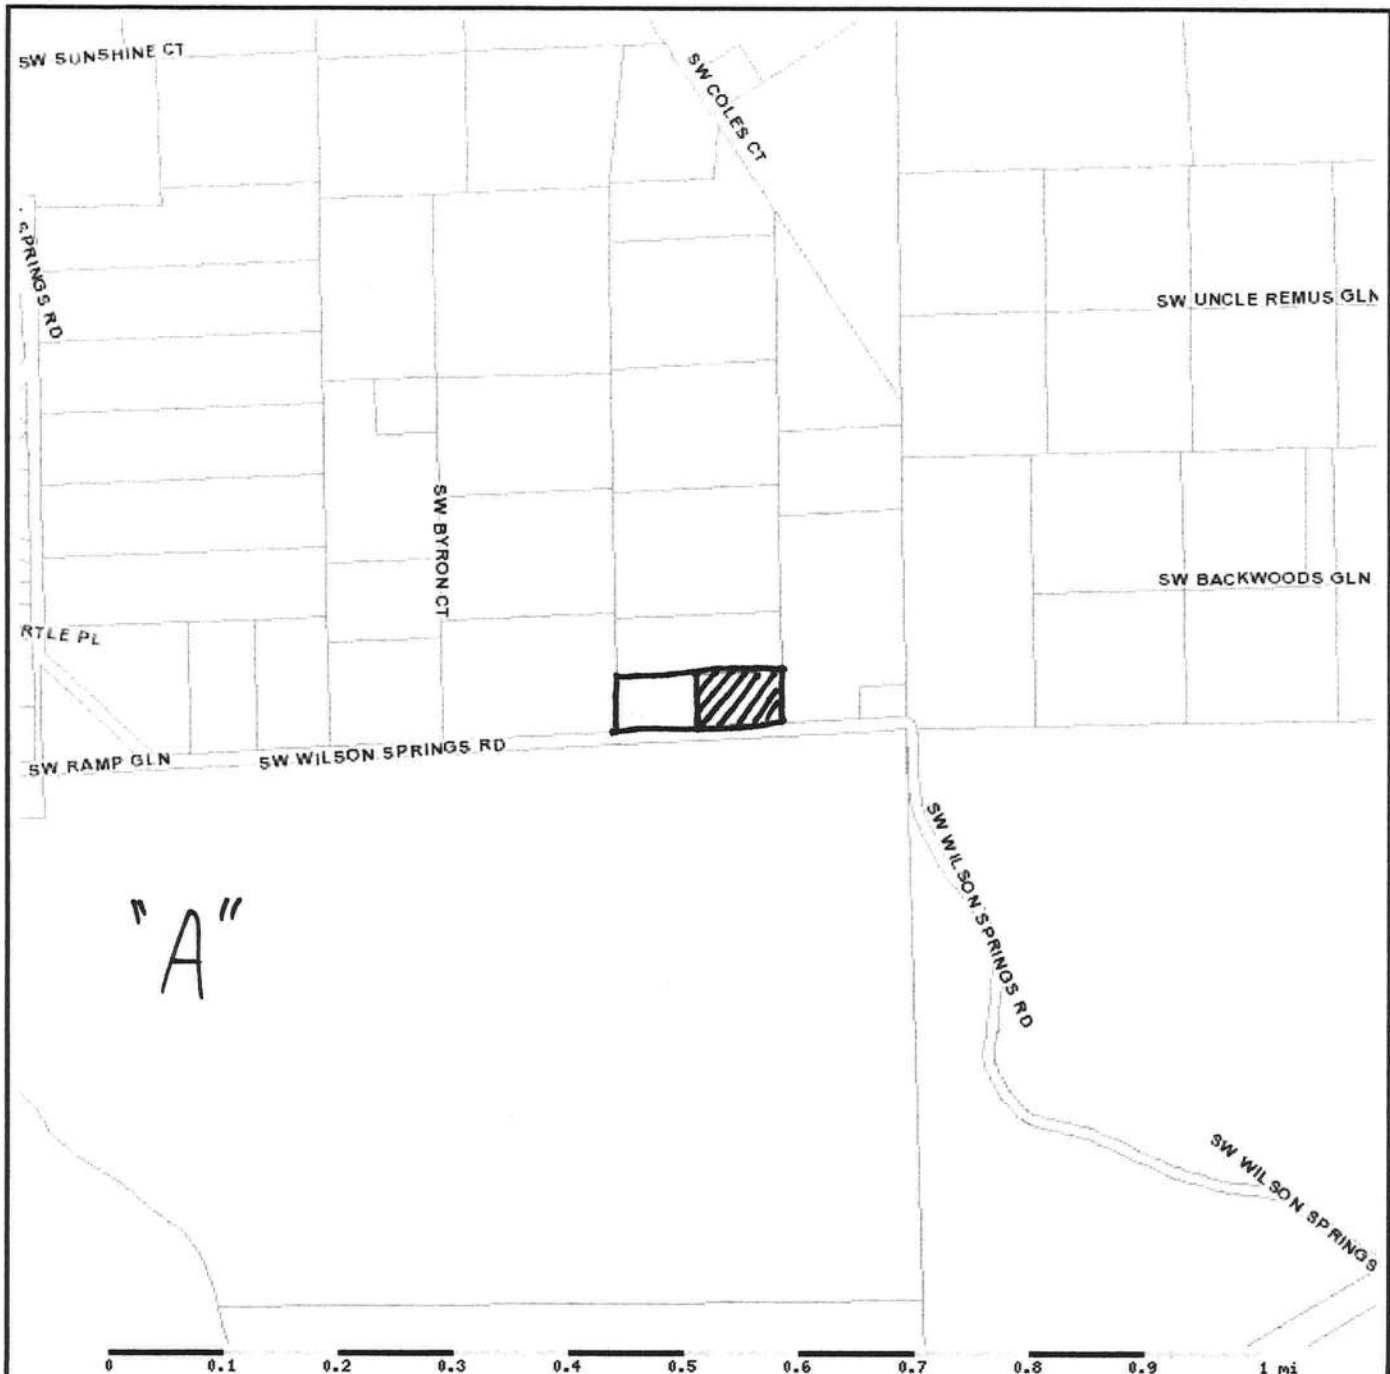 SW SUNSHINE CT
SW COLES CT
SPRINGS RD
SW UNCLE REMUS GLN
SW BYRON CT
SW BACKWOODS GLN
RTLE PL
SW RAMP GLN
SW WILSON SPRINGS RD
SW WILSON SPRINGS RD
"A"
SW WILSON SPRINGS
0 0.1 0.2 0.3 0.4 0.5 0.6 0.7 0.8 0.9 1 mi